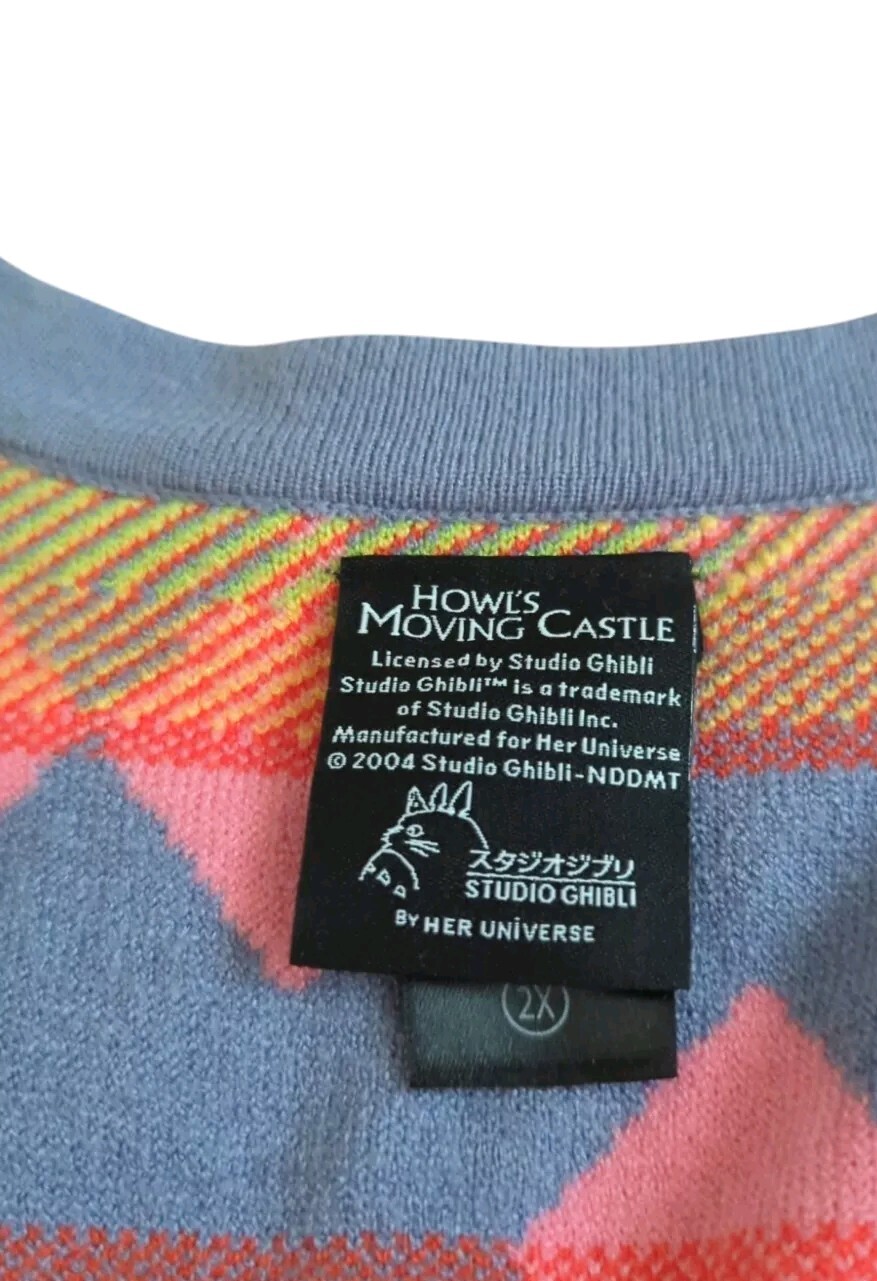 HOWL'S
MOVING CASTLE
Licensed by Studio Ghibli
Studio Ghibli™ is a trademark
of Studio Ghibli Inc.
Manufactured for Her Universe
© 2004 Studio Ghibli-NDDMT
スタジオジブリ
STUDIO GHIBLI
BY HER UNIVERSE
2X